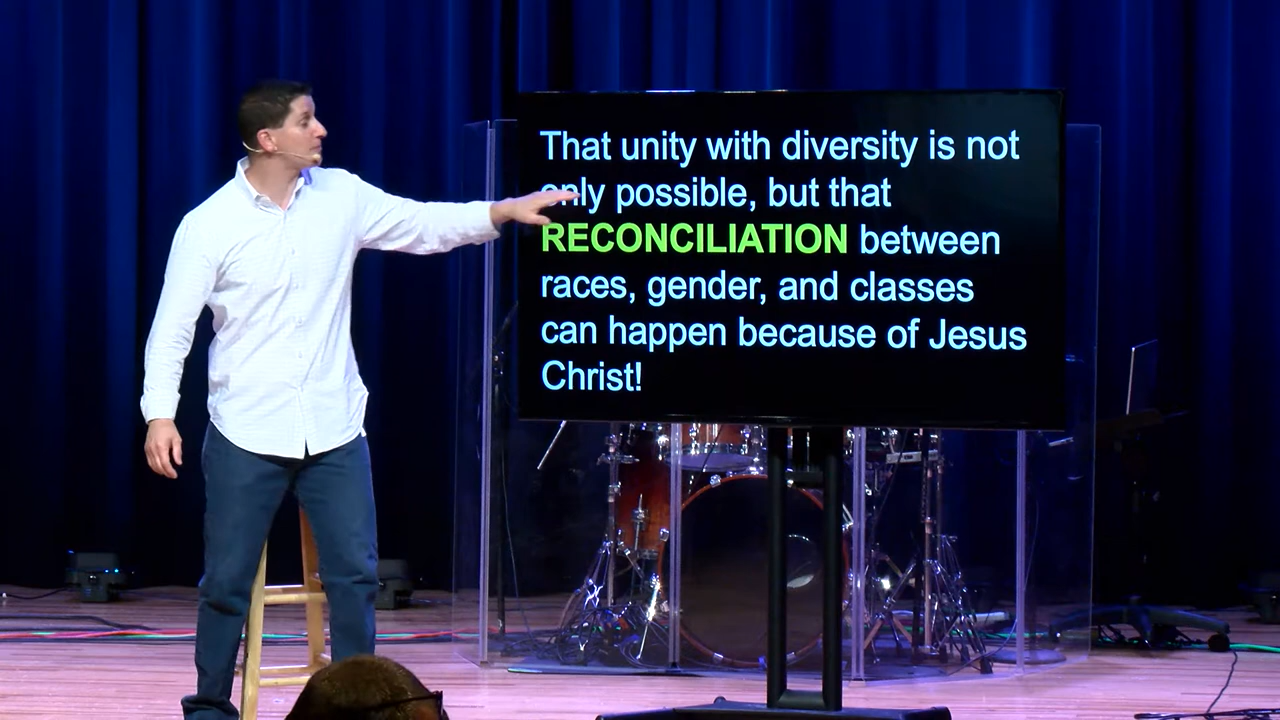 That unity with diversity is not
only possible, but that
RECONCILIATION between
races, gender, and classes
can happen because of Jesus
Christ!